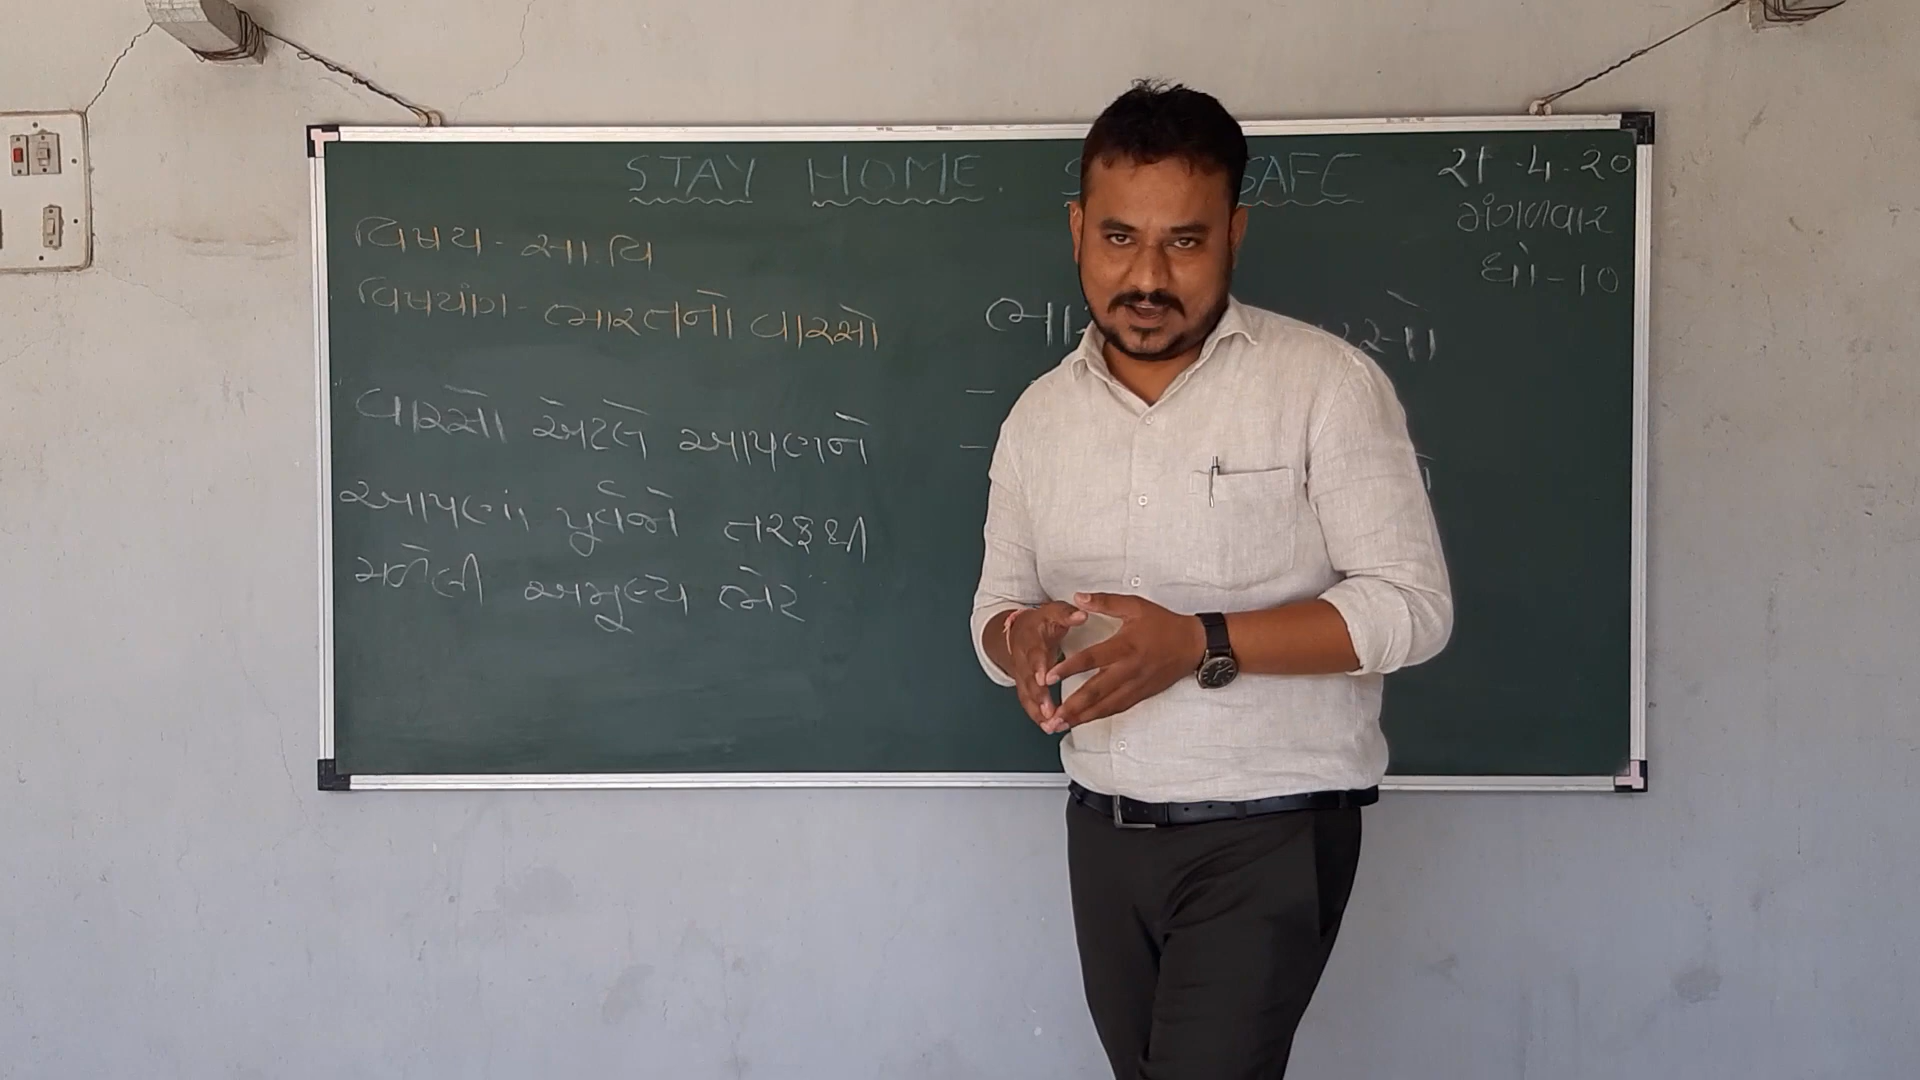 STAY HOME. SAFE
21-4-20
મંગળવાર
ધો-10
વિષય - સા.વિ
વિષયાંગ - ભારતનો વારસો
વારસો એટલે આપણને
આપણાં પૂર્વજો તરફથી
મળેલી અમુલ્ય ભેટ